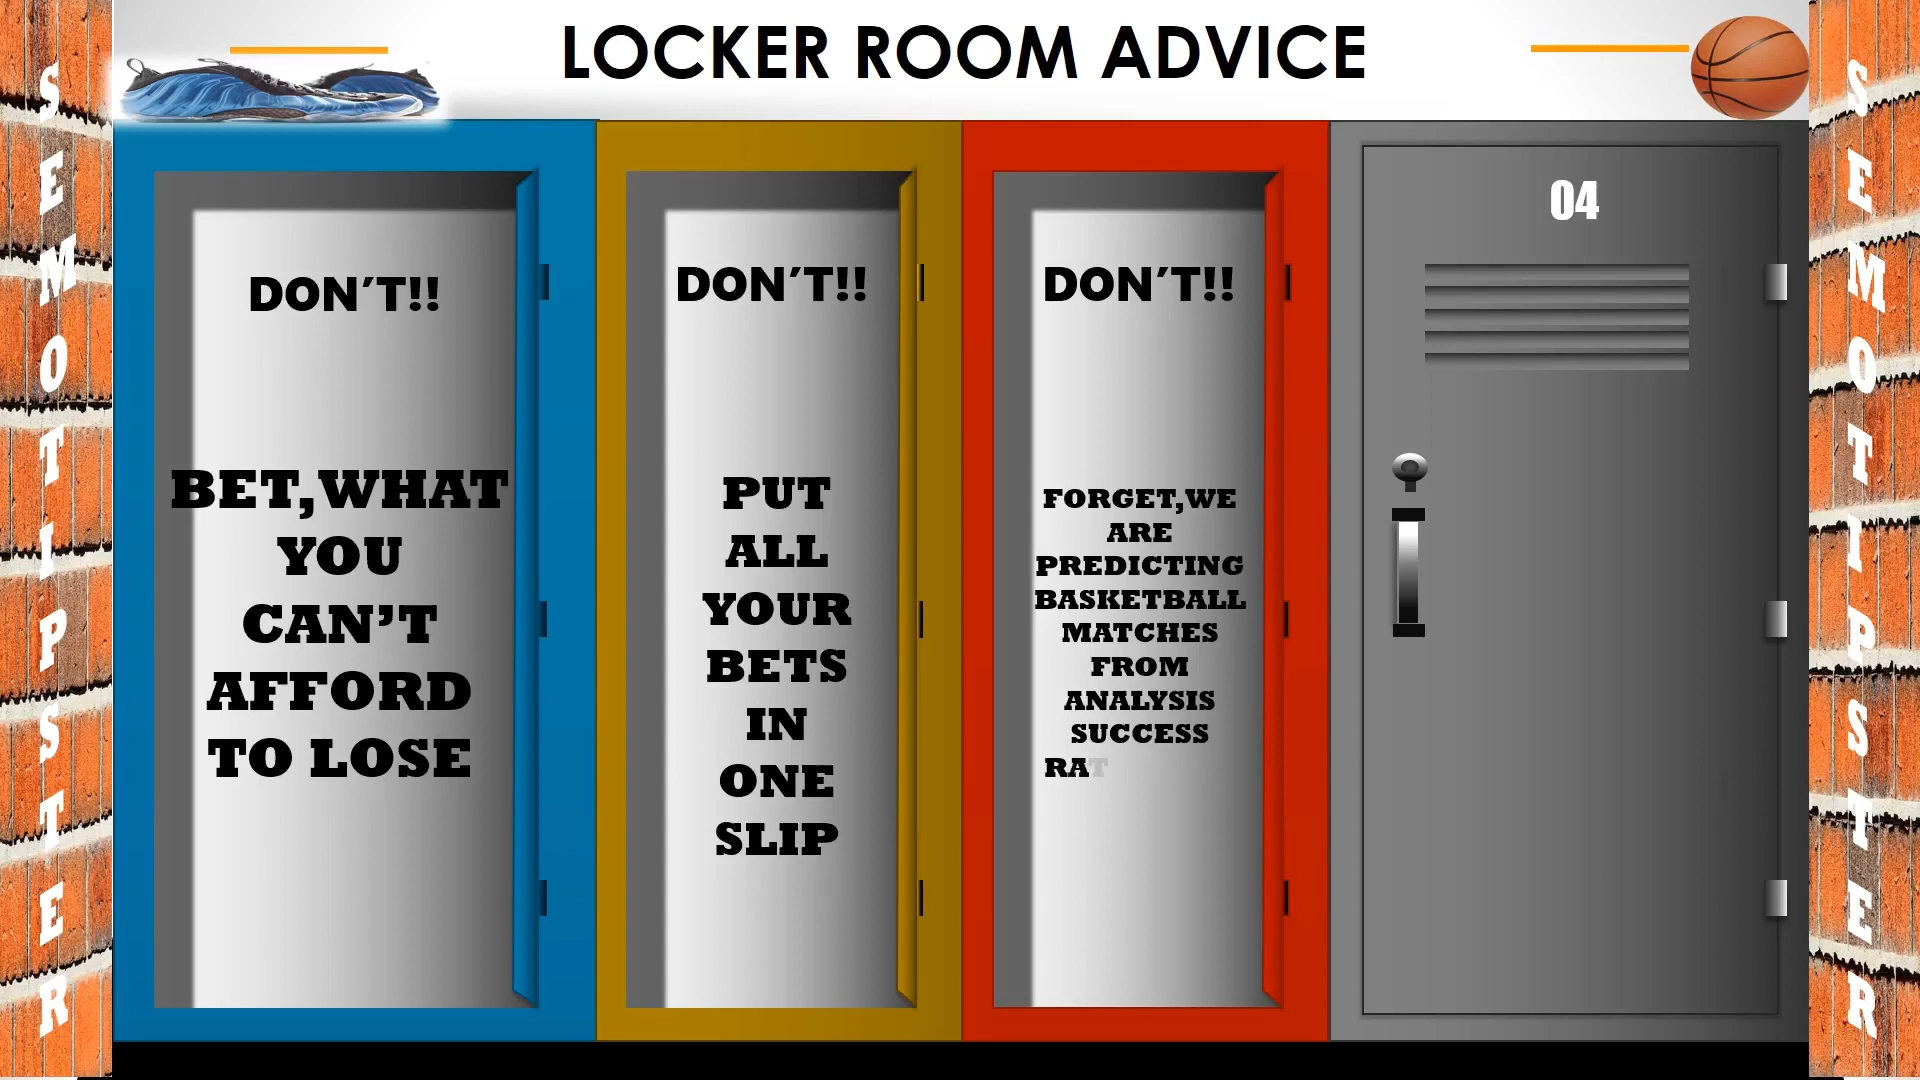 LOCKER ROOM ADVICE
SEMOTIPSTER
DON'T!!
BET,WHAT
YOU
CAN'T
AFFORD
TO LOSE
DON'T!!
PUT
ALL
YOUR
BETS
IN
ONE
SLIP
DON'T!!
FORGET,WE
ARE
PREDICTING
BASKETBALL
MATCHES
FROM
ANALYSIS
SUCCESS
RAT
04
SEMOTIPSTER